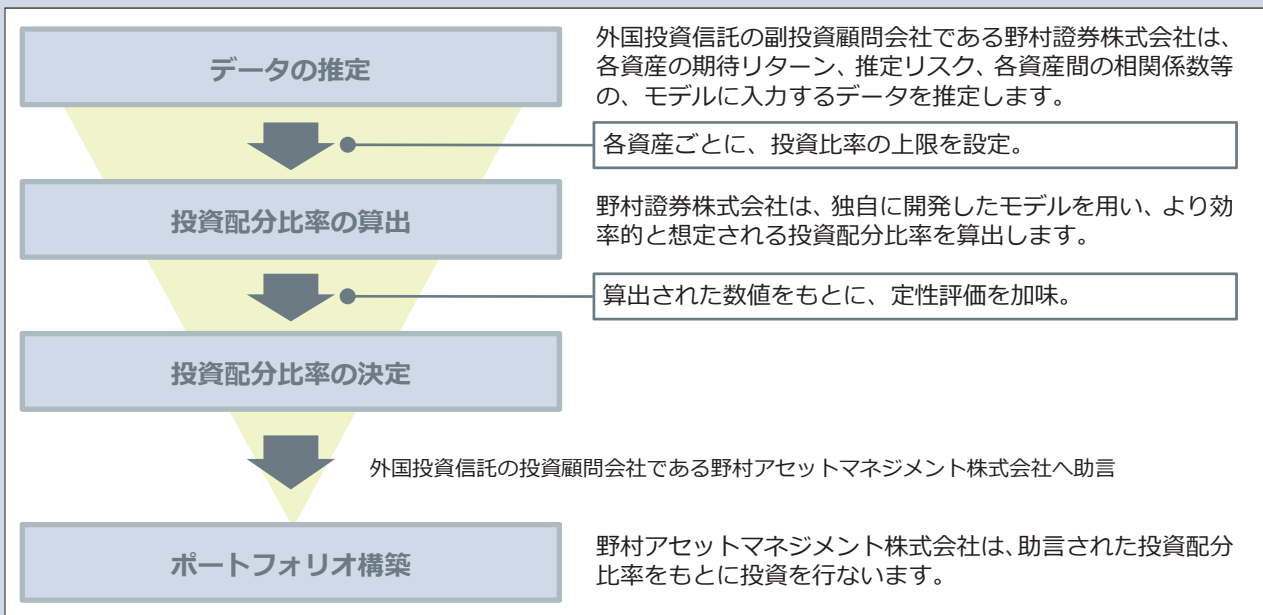 データの推定
外国投資信託の副投資顧問会社である野村證券株式会社は、
各資産の期待リターン、推定リスク、各資産間の相関係数等
の、モデルに入力するデータを推定します。
各資産ごとに、投資比率の上限を設定。
投資配分比率の算出
野村證券株式会社は、独自に開発したモデルを用い、より効
率的と想定される投資配分比率を算出します。
算出された数値をもとに、定性評価を加味。
投資配分比率の決定
外国投資信託の投資顧問会社である野村アセットマネジメント株式会社へ助言
ポートフォリオ構築
野村アセットマネジメント株式会社は、助言された投資配分
比率をもとに投資を行ないます。